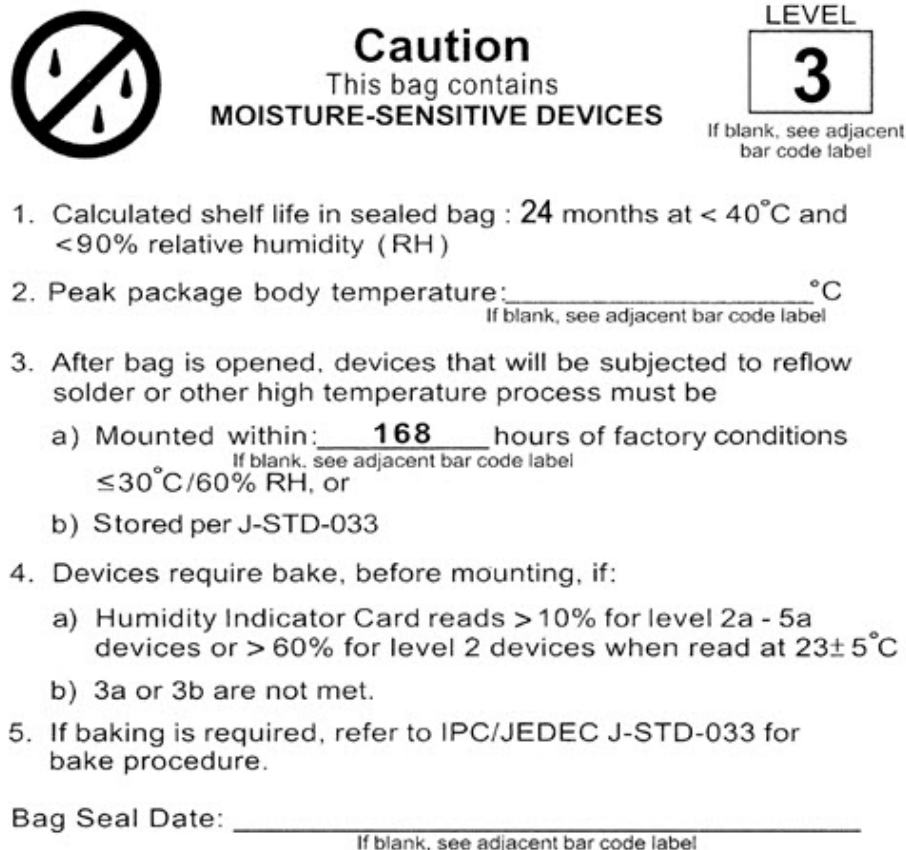 LEVEL
3
If blank, see adjacent
bar code label
Caution
This bag contains
MOISTURE-SENSITIVE DEVICES
1. Calculated shelf life in sealed bag : 24 months at < 40°C and
<90% relative humidity (RH)
2. Peak package body temperature:____________________°C
If blank, see adjacent bar code label
3. After bag is opened, devices that will be subjected to reflow
solder or other high temperature process must be
a) Mounted within:____168____hours of factory conditions
If blank, see adjacent bar code label
≤30°C/60% RH, or
b) Stored per J-STD-033
4. Devices require bake, before mounting, if:
a) Humidity Indicator Card reads > 10% for level 2a - 5a
devices or > 60% for level 2 devices when read at 23± 5°C
b) 3a or 3b are not met.
5. If baking is required, refer to IPC/JEDEC J-STD-033 for
bake procedure.
Bag Seal Date: ____________________
If blank, see adjacent bar code label